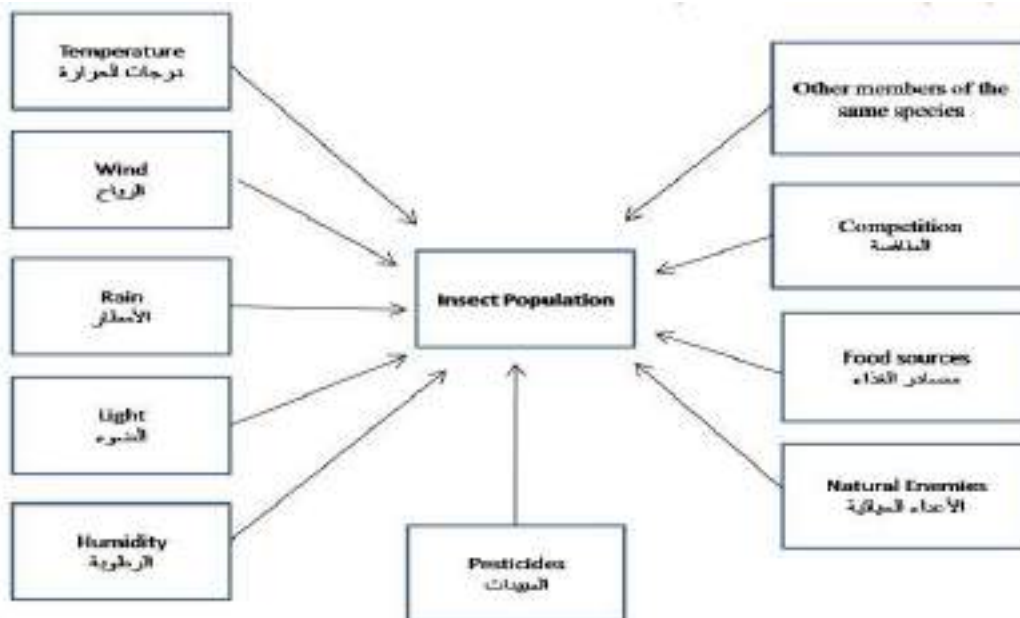 Temperature
درجات الحرارة
Wind
الرياح
Rain
الأمطار
Light
الضوء
Humidity
الرطوبة
Insect Population
Pesticides
المبيدات
Other members of the
same species
Competition
المنافسة
Food sources
مصادر الغذاء
Natural Enemies
الأعداء